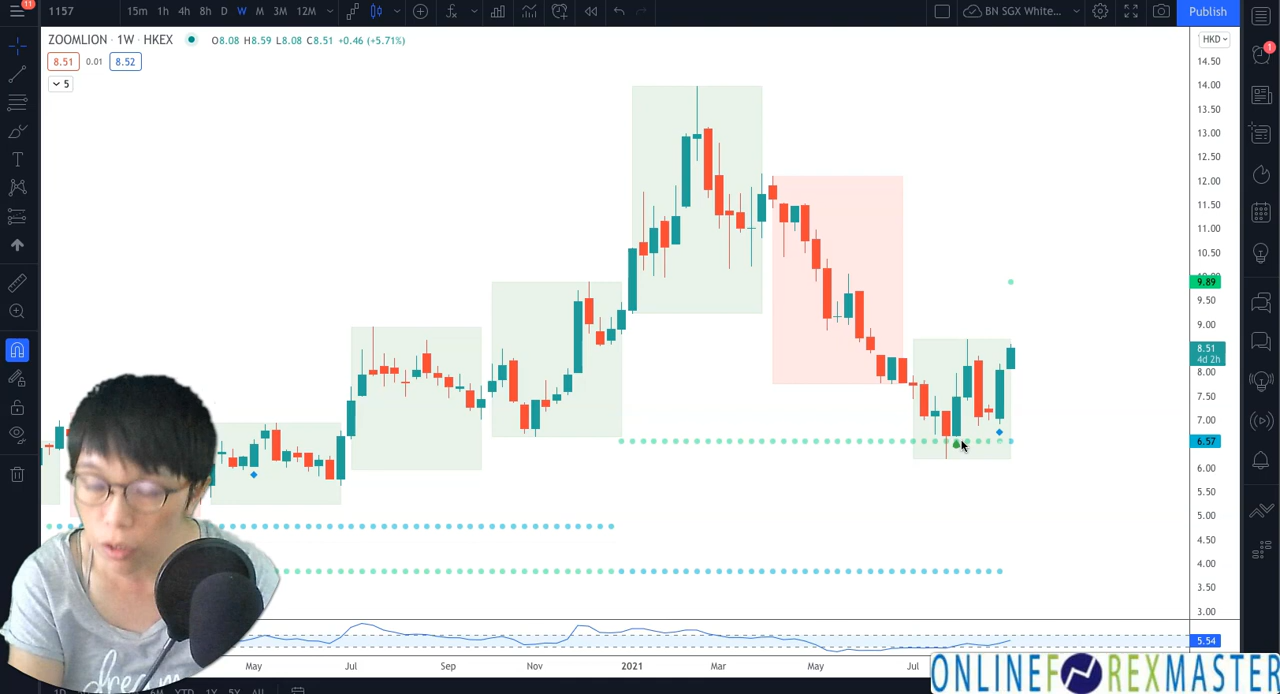 11
1157
15m 1h 4h 8h D W M 3M 12M
BN SGX White...
Publish
ZOOMLION · 1W · HKEX
O8.08 H8.59 L8.08 C8.51 +0.46 (+5.71%)
HKD
8.51 0.01 8.52
5
1
14.50
14.00
13.50
13.00
12.50
12.00
11.50
11.00
10.50
9.89
9.50
9.00
8.51
4d 2h
8.00
7.50
7.00
6.57
6.00
5.50
5.00
4.50
4.00
3.50
3.00
5.54
May Jul Sep Nov 2021 Mar May Jul
dream
ONLINEFOREXMASTER